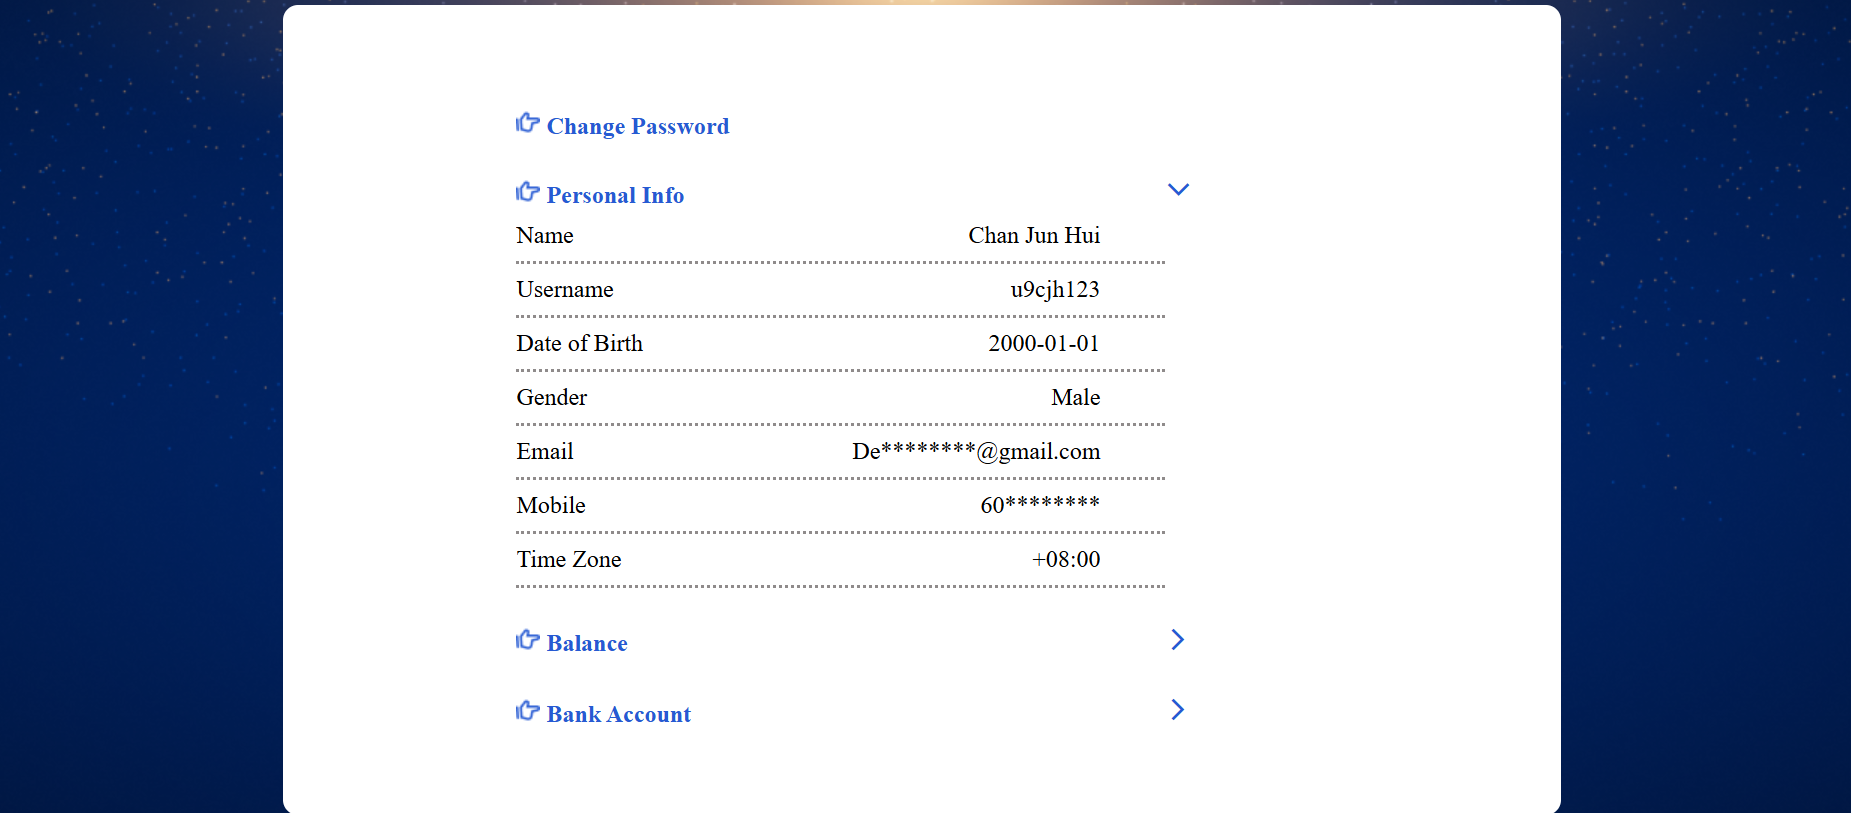 Change Password
Personal Info
Name Chan Jun Hui
Username u9cjh123
Date of Birth 2000-01-01
Gender Male
Email De********@gmail.com
Mobile 60********
Time Zone +08:00
Balance
Bank Account